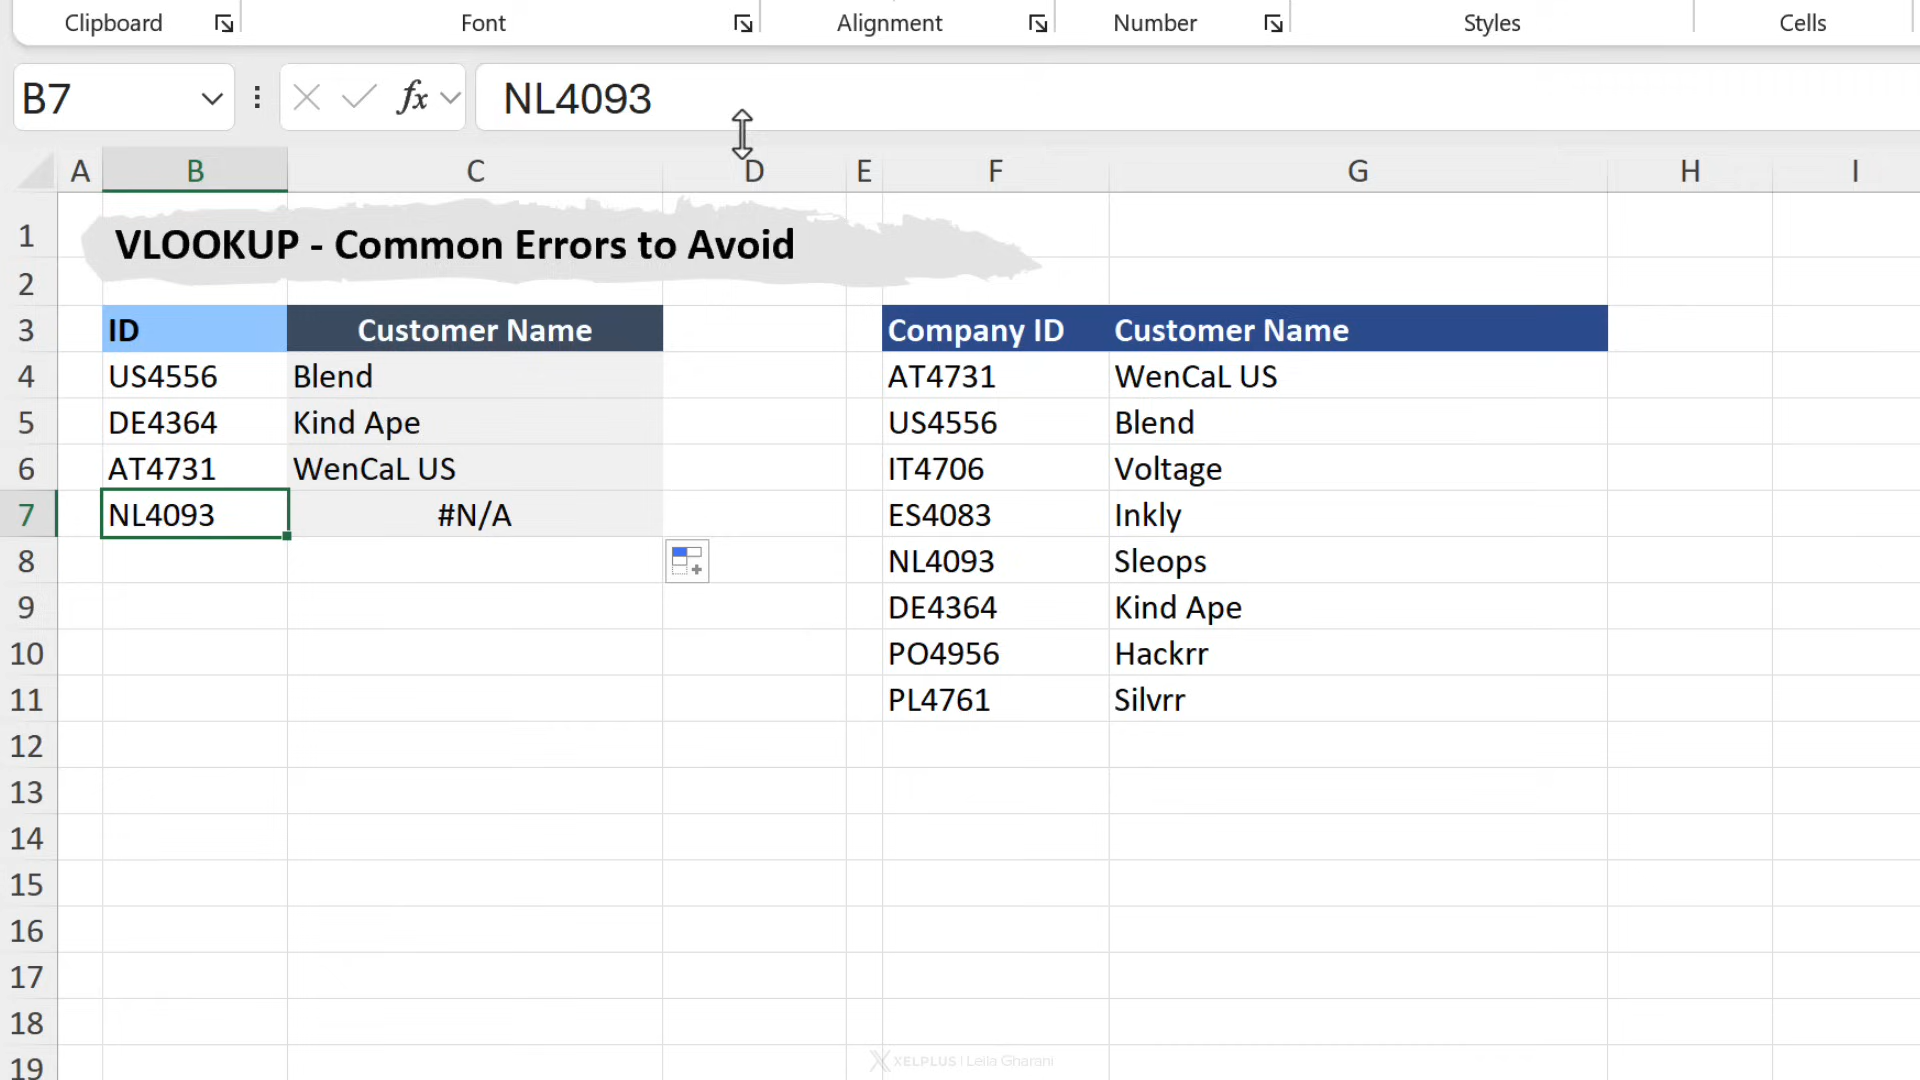 Clipboard Font Alignment Number Styles Cells
B7 fx NL4093
A B C D E F G H I
1 VLOOKUP - Common Errors to Avoid
2
3 ID Customer Name Company ID Customer Name
4 US4556 Blend AT4731 WenCaL US
5 DE4364 Kind Ape US4556 Blend
6 AT4731 WenCaL US IT4706 Voltage
7 NL4093 #N/A ES4083 Inkly
8 NL4093 Sleops
9 DE4364 Kind Ape
10 PO4956 Hackrr
11 PL4761 Silvrr
12
13
14
15
16
17
18
19
XELPLUS | Leila Gharani